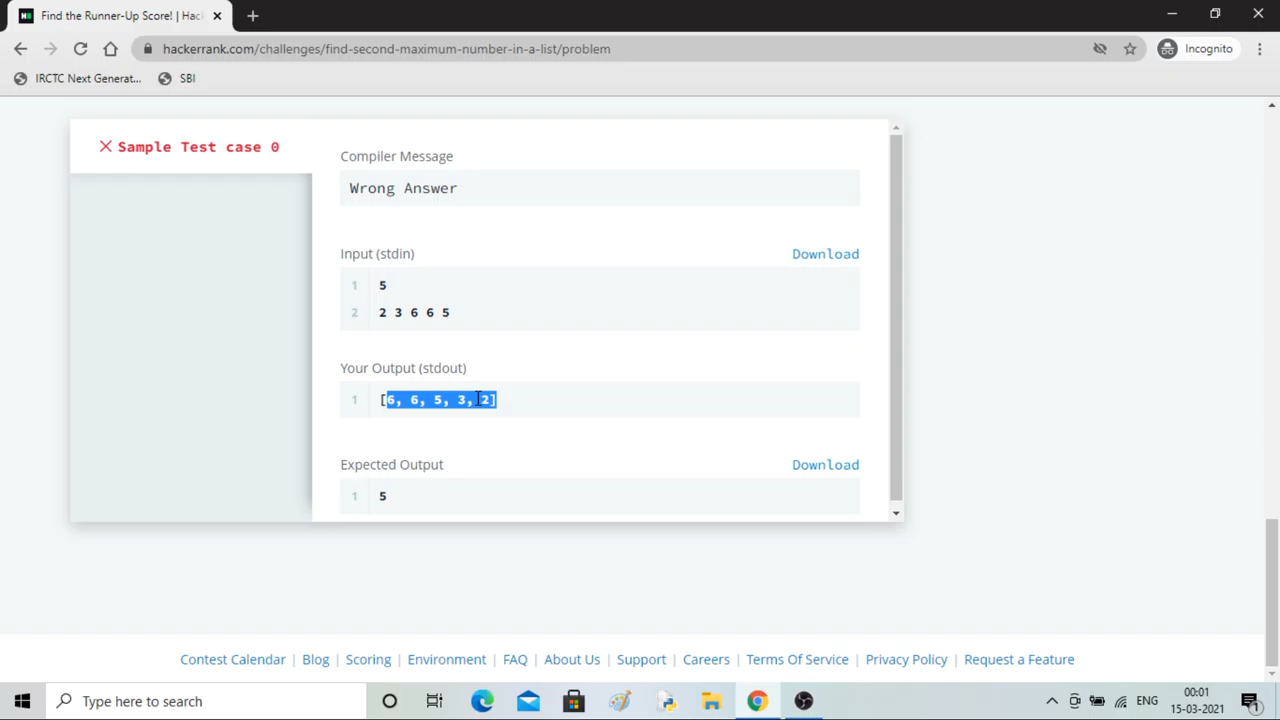 Find the Runner-Up Score! | Hac
hackerrank.com/challenges/find-second-maximum-number-in-a-list/problem
Incognito
IRCTC Next Generat...
SBI
Sample Test case 0
Compiler Message
Wrong Answer
Input (stdin)
Download
1 5
2 2 3 6 6 5
Your Output (stdout)
1 [6, 6, 5, 3, 2]
Expected Output
Download
1 5
Contest Calendar | Blog | Scoring | Environment | FAQ | About Us | Support | Careers | Terms Of Service | Privacy Policy | Request a Feature
Type here to search
ENG
00:01
15-03-2021
1